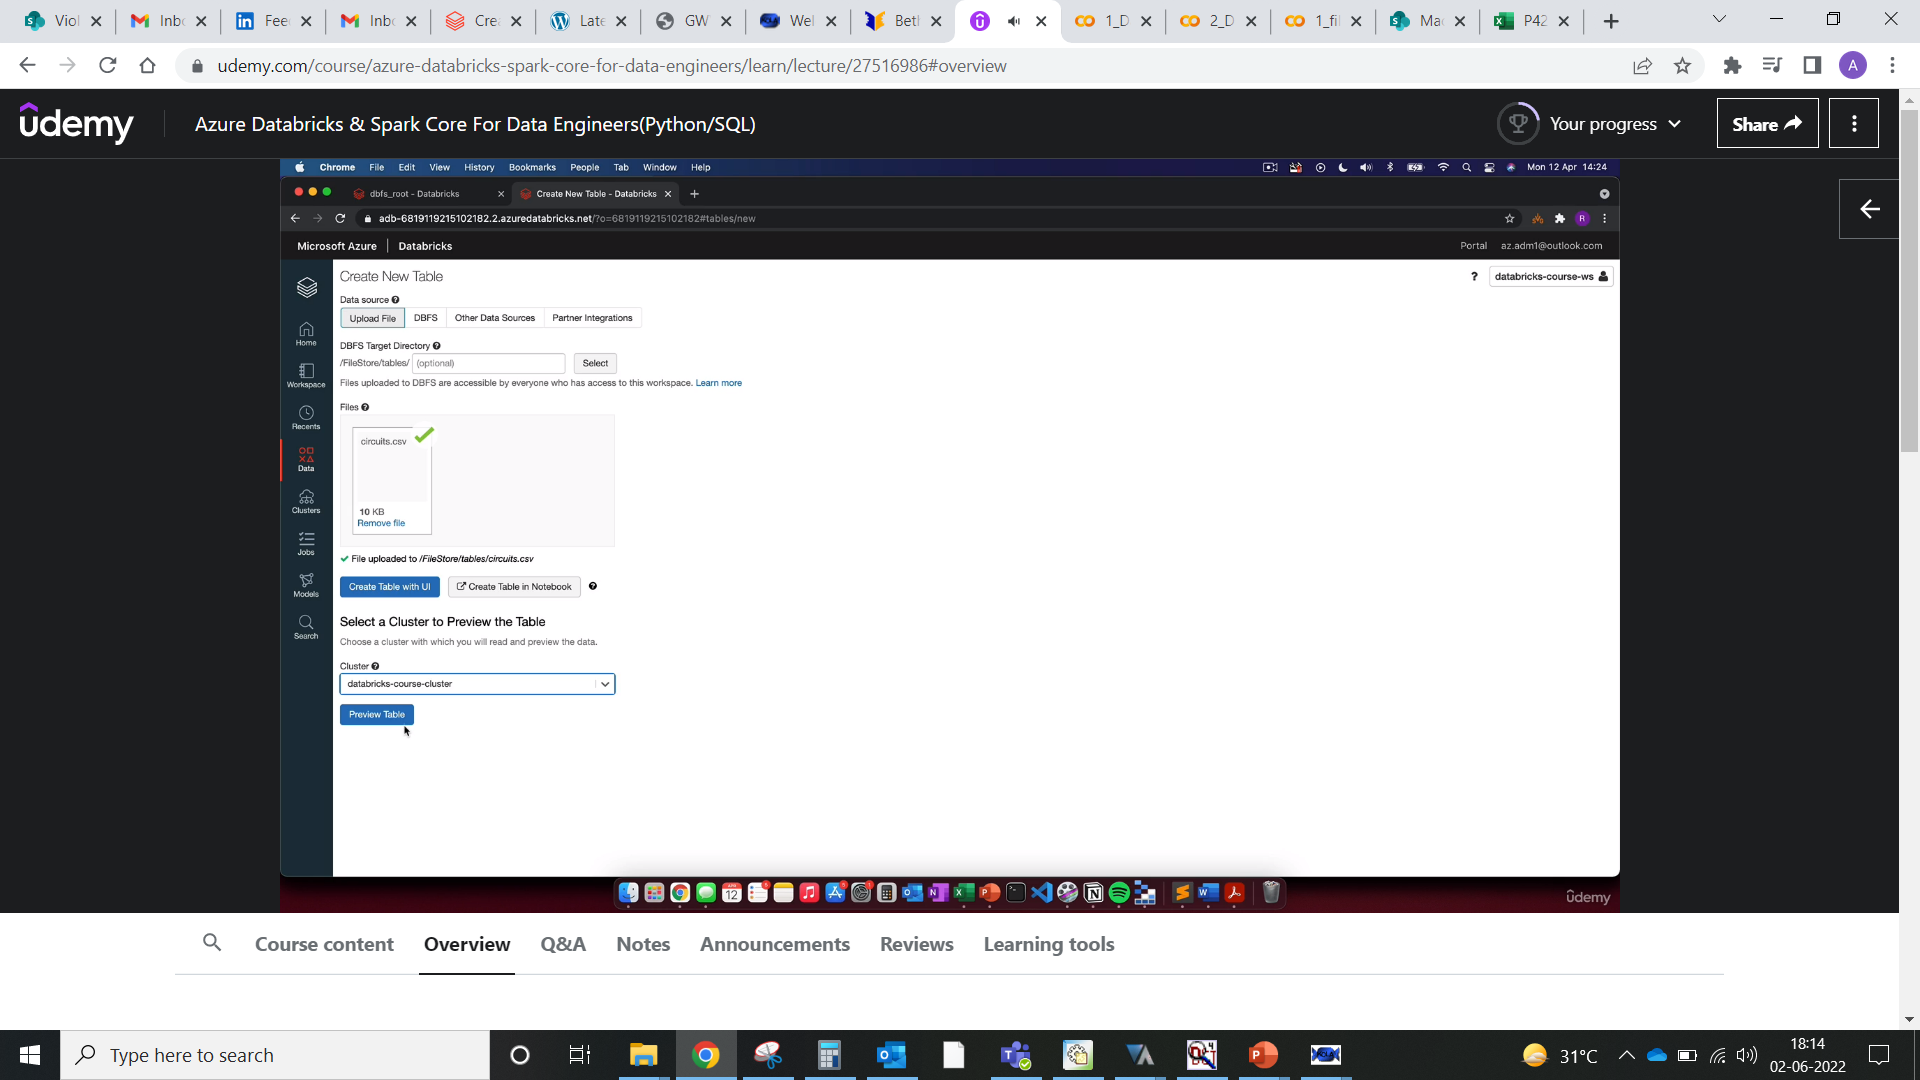 Viol
Inbo
Fee
Inbo
Crea
Late
GW
Wel
Bet
1_D
2_D
1_fi
Ma
P42
udemy.com/course/azure-databricks-spark-core-for-data-engineers/learn/lecture/27516986#overview
A
ûdemy
Azure Databricks & Spark Core For Data Engineers(Python/SQL)
Your progress
Share
Chrome File Edit View History Bookmarks People Tab Window Help
Mon 12 Apr 14:24
dbfs_root - Databricks
Create New Table - Databricks
adb-6819119215102182.2.azuredatabricks.net/?o=6819119215102182#tables/new
R
Microsoft Azure | Databricks
Portal az.adm1@outlook.com
Create New Table
? databricks-course-ws
Data source
Upload File DBFS Other Data Sources Partner Integrations
DBFS Target Directory
/FileStore/tables/ (optional) Select
Files uploaded to DBFS are accessible by everyone who has access to this workspace. Learn more
Files
circuits.csv
10 KB
Remove file
File uploaded to /FileStore/tables/circuits.csv
Create Table with UI Create Table in Notebook
Select a Cluster to Preview the Table
Choose a cluster with which you will read and preview the data.
Cluster
databricks-course-cluster
Preview Table
Home
Workspace
Recents
Data
Clusters
Jobs
Models
Search
ûdemy
Course content Overview Q&A Notes Announcements Reviews Learning tools
Type here to search
31°C
18:14
02-06-2022